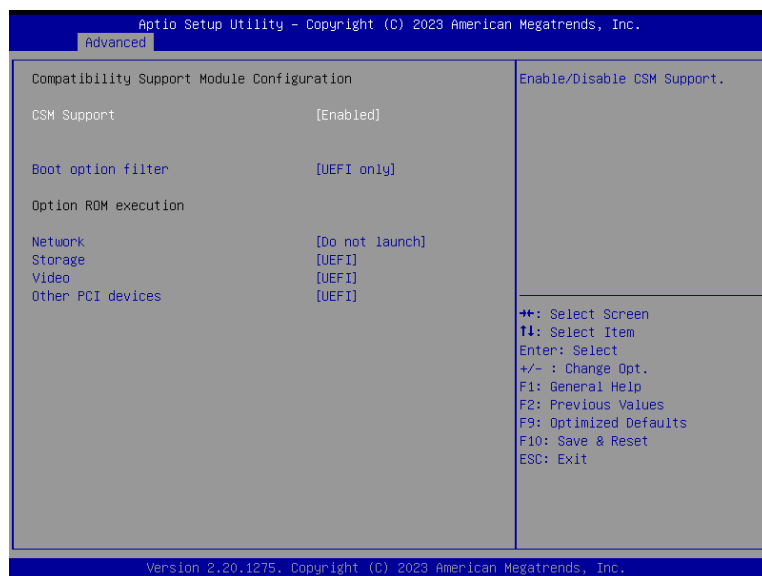 Aptio Setup Utility – Copyright (C) 2023 American Megatrends, Inc.
Advanced
Compatibility Support Module Configuration
CSM Support [Enabled]
Boot option filter [UEFI only]
Option ROM execution
Network [Do not launch]
Storage [UEFI]
Video [UEFI]
Other PCI devices [UEFI]
Enable/Disable CSM Support.
→←: Select Screen
↑↓: Select Item
Enter: Select
+/- : Change Opt.
F1: General Help
F2: Previous Values
F9: Optimized Defaults
F10: Save & Reset
ESC: Exit
Version 2.20.1275. Copyright (C) 2023 American Megatrends, Inc.